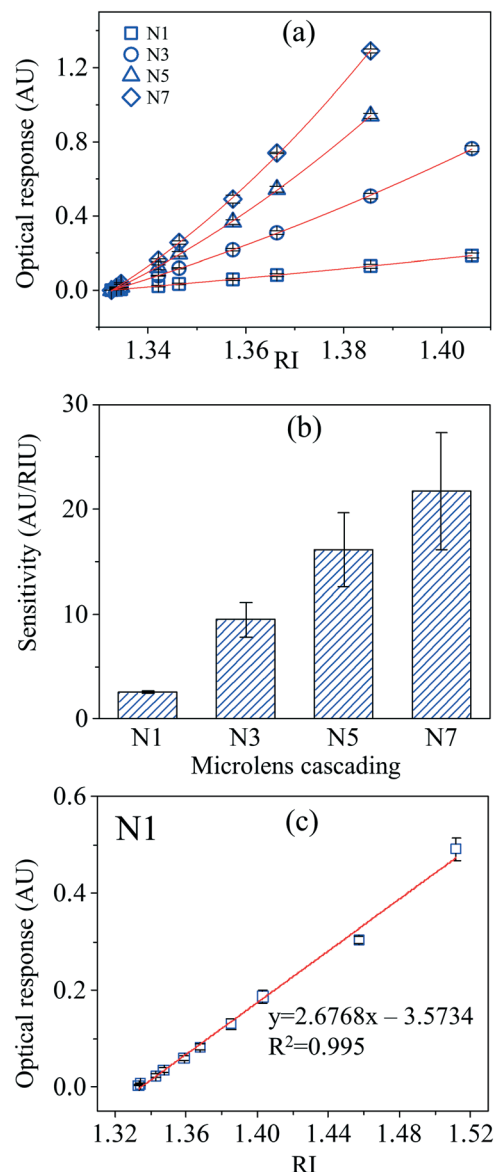 (a)
N1
N3
N5
N7
Optical response (AU)
1.2
0.8
0.4
0.0
1.34 1.36 1.38 1.40
RI
(b)
Sensitivity (AU/RIU)
30
20
10
0
N1 N3 N5 N7
Microlens cascading
N1
(c)
Optical response (AU)
0.6
0.4
0.2
0.0
y=2.6768x – 3.5734
R²=0.995
1.32 1.36 1.40 1.44 1.48 1.52
RI